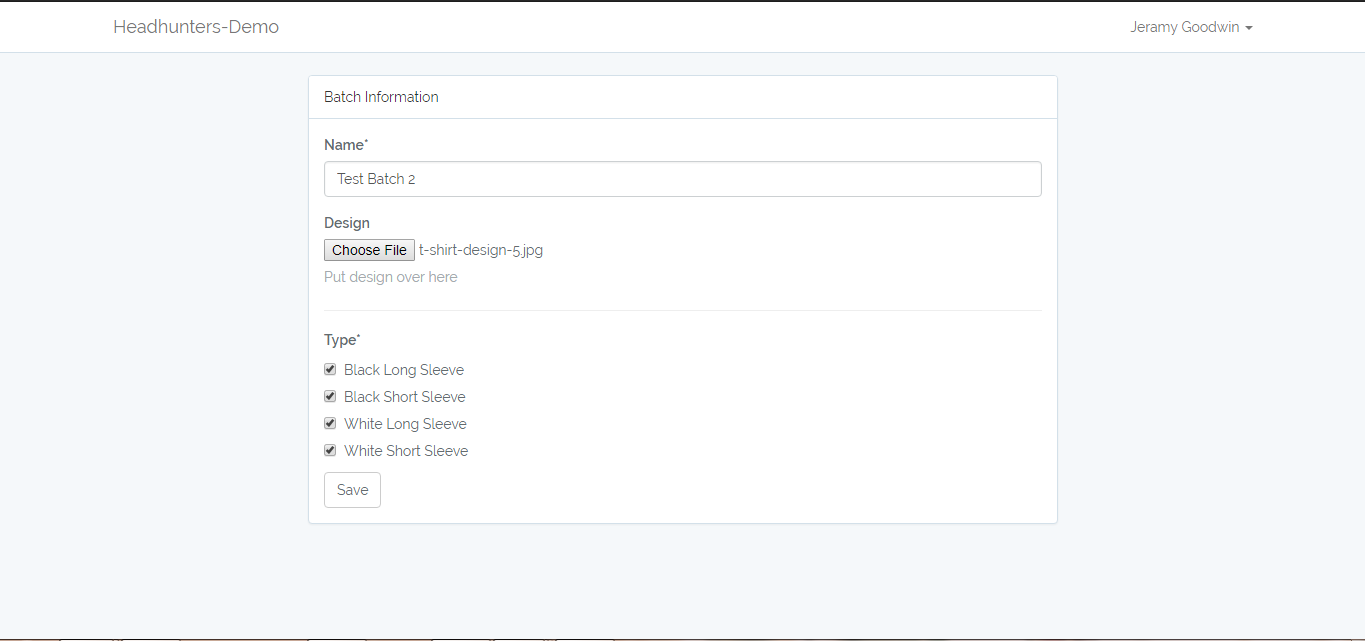 Headhunters-Demo
Jeramy Goodwin
Batch Information
Name*
Test Batch 2
Design
Choose File t-shirt-design-5.jpg
Put design over here
Type*
Black Long Sleeve
Black Short Sleeve
White Long Sleeve
White Short Sleeve
Save